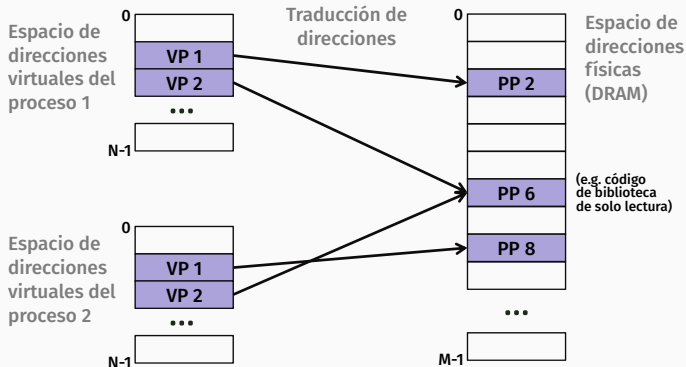 Espacio de
direcciones
virtuales del
proceso 1
0
VP 1
VP 2
...
N-1
Traducción de
direcciones
0
PP 2
PP 6
PP 8
...
M-1
Espacio de
direcciones
físicas
(DRAM)
(e.g. código
de biblioteca
de solo lectura)
Espacio de
direcciones
virtuales del
proceso 2
0
VP 1
VP 2
...
N-1